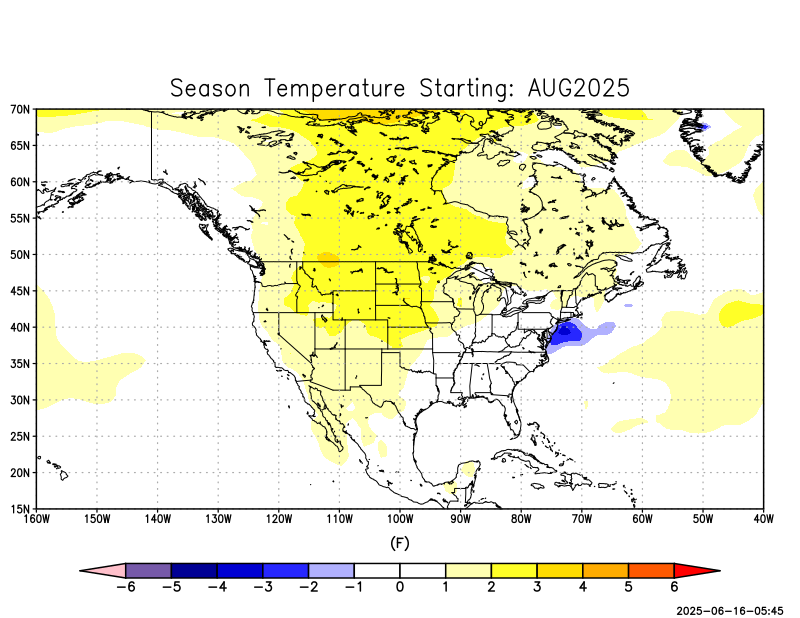 Season Temperature Starting: AUG2025
70N
65N
60N
55N
50N
45N
40N
35N
30N
25N
20N
15N
160W 150W 140W 130W 120W 110W 100W 90W 80W 70W 60W 50W 40W
(F)
−6 −5 −4 −3 −2 −1 0 1 2 3 4 5 6
2025-06-16-05:45